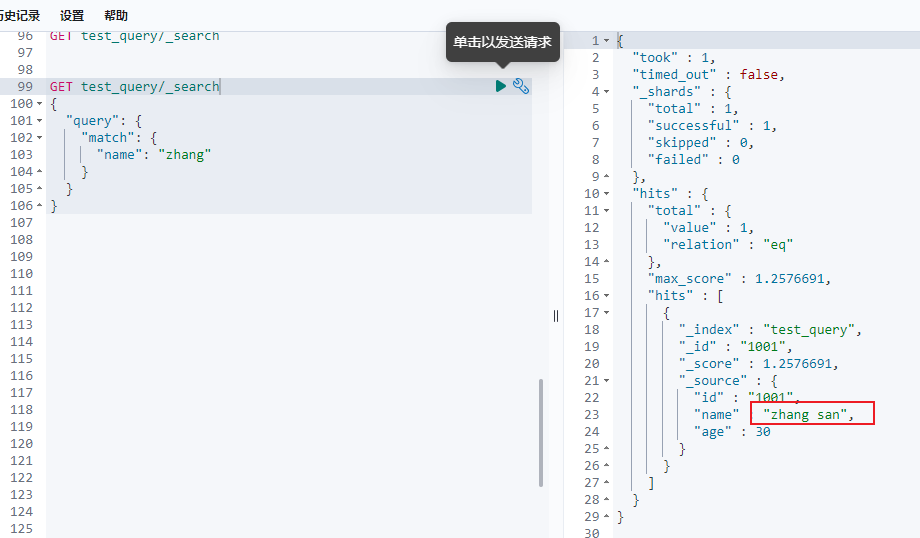 历史记录 设置 帮助
96 GET test_query/_search
97
98
单击以发送请求
99 GET test_query/_search
100 {
101 "query": {
102 "match": {
103 "name": "zhang"
104 }
105 }
106 }
107
108
109
110
111
112
113
114
115
116
117
118
119
120
121
122
123
124
125
1 {
2 "took" : 1,
3 "timed_out" : false,
4 "_shards" : {
5 "total" : 1,
6 "successful" : 1,
7 "skipped" : 0,
8 "failed" : 0
9 },
10 "hits" : {
11 "total" : {
12 "value" : 1,
13 "relation" : "eq"
14 },
15 "max_score" : 1.2576691,
16 "hits" : [
17 {
18 "_index" : "test_query",
19 "_id" : "1001",
20 "_score" : 1.2576691,
21 "_source" : {
22 "id" : "1001",
23 "name" : "zhang san",
24 "age" : 30
25 }
26 }
27 ]
28 }
29 }
30